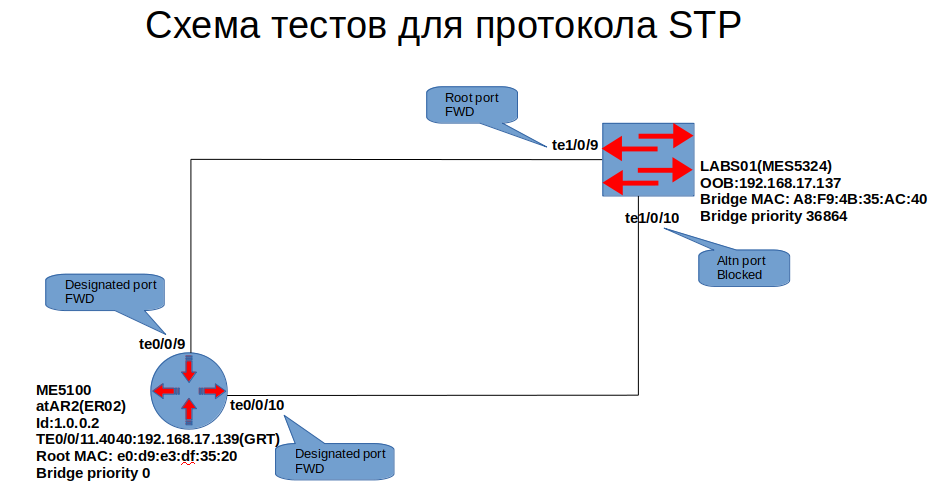 Схема тестов для протокола STP
Root port
FWD
te1/0/9
LABS01(MES5324)
OOB:192.168.17.137
Bridge MAC: A8:F9:4B:35:AC:40
Bridge priority 36864
te1/0/10
Altn port
Blocked
Designated port
FWD
te0/0/9
ME5100
atAR2(ER02)
Id:1.0.0.2
TE0/0/11.4040:192.168.17.139(GRT)
Root MAC: e0:d9:e3:df:35:20
Bridge priority 0
te0/0/10
Designated port
FWD